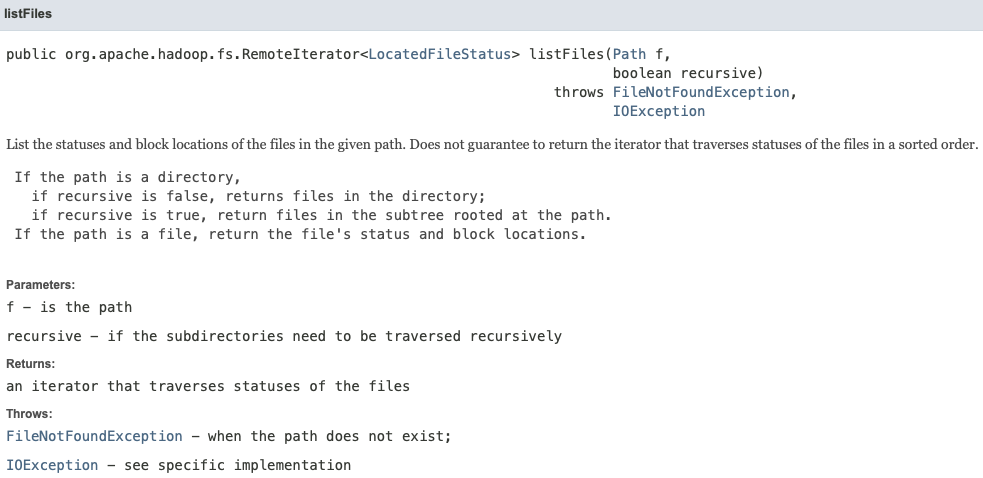 listFiles
public org.apache.hadoop.fs.RemoteIterator<LocatedFileStatus> listFiles(Path f,
boolean recursive)
throws FileNotFoundException,
IOException
List the statuses and block locations of the files in the given path. Does not guarantee to return the iterator that traverses statuses of the files in a sorted order.
If the path is a directory,
if recursive is false, returns files in the directory;
if recursive is true, return files in the subtree rooted at the path.
If the path is a file, return the file's status and block locations.
Parameters:
f – is the path
recursive – if the subdirectories need to be traversed recursively
Returns:
an iterator that traverses statuses of the files
Throws:
FileNotFoundException – when the path does not exist;
IOException – see specific implementation